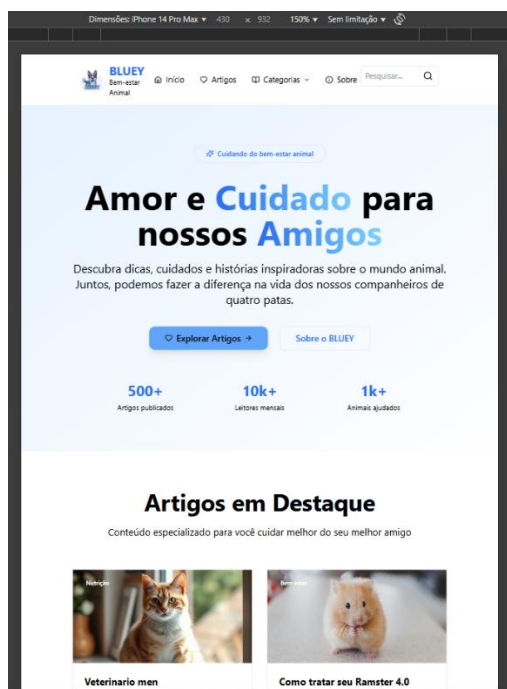 Dimensões: iPhone 14 Pro Max ▼ 430 x 932 150% ▼ Sem limitação ▼
BLUEY
Bem-estar
Animal
Início Artigos Categorias Sobre Pesquisar...
Cuidando do bem-estar animal
Amor e Cuidado para
nossos Amigos
Descubra dicas, cuidados e histórias inspiradoras sobre o mundo animal.
Juntos, podemos fazer a diferença na vida dos nossos companheiros de
quatro patas.
Explorar Artigos → Sobre o BLUEY
500+ 10k+ 1k+
Artigos publicados Leitores mensais Animais ajudados
Artigos em Destaque
Conteúdo especializado para você cuidar melhor do seu melhor amigo
Nutrição Bem-estar
Veterinario men Como tratar seu Ramster 4.0